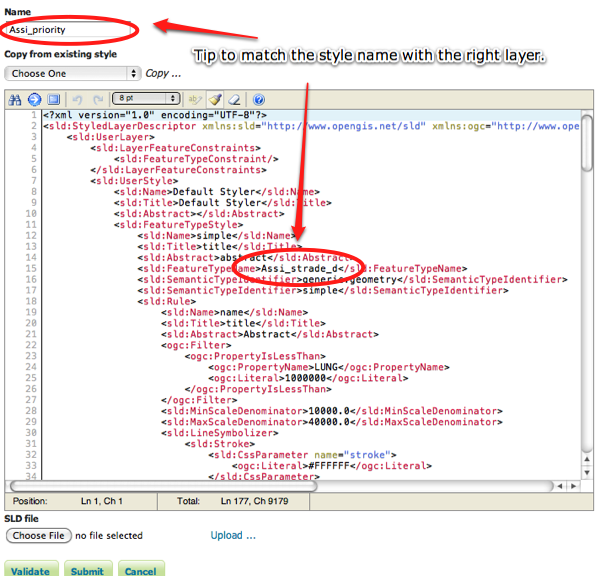 Name
Assi_priority
Tip to match the style name with the right layer.
Copy from existing style
Choose One Copy ...
8 pt
1 <?xml version="1.0" encoding="UTF-8"?>
2 <sld:StyledLayerDescriptor xmlns:sld="http://www.opengis.net/sld" xmlns:ogc="http://www.ope
3 <sld:UserLayer>
4 <sld:LayerFeatureConstraints>
5 <sld:FeatureTypeConstraint/>
6 </sld:LayerFeatureConstraints>
7 <sld:UserStyle>
8 <sld:Name>Default Styler</sld:Name>
9 <sld:Title>Default Styler</sld:Title>
10 <sld:Abstract></sld:Abstract>
11 <sld:FeatureTypeStyle>
12 <sld:Name>simple</sld:Name>
13 <sld:Title>title</sld:Title>
14 <sld:Abstract>abstract</sld:Abstract>
15 <sld:FeatureTypeName>Assi_strade_d</sld:FeatureTypeName>
16 <sld:SemanticTypeIdentifier>generic:geometry</sld:SemanticTypeIdentifier>
17 <sld:SemanticTypeIdentifier>simple</sld:SemanticTypeIdentifier>
18 <sld:Rule>
19 <sld:Name>name</sld:Name>
20 <sld:Title>title</sld:Title>
21 <sld:Abstract>Abstract</sld:Abstract>
22 <ogc:Filter>
23 <ogc:PropertyIsLessThan>
24 <ogc:PropertyName>LUNG</ogc:PropertyName>
25 <ogc:Literal>1000000</ogc:Literal>
26 </ogc:PropertyIsLessThan>
27 </ogc:Filter>
28 <sld:MinScaleDenominator>10000.0</sld:MinScaleDenominator>
29 <sld:MaxScaleDenominator>40000.0</sld:MaxScaleDenominator>
30 <sld:LineSymbolizer>
31 <sld:Stroke>
32 <sld:CssParameter name="stroke">
33 <ogc:Literal>#FFFFFF</ogc:Literal>
34 </sld:CssParameter>
Position: Ln 1, Ch 1 Total: Ln 177, Ch 9179
SLD file
Choose File no file selected Upload ...
Validate Submit Cancel